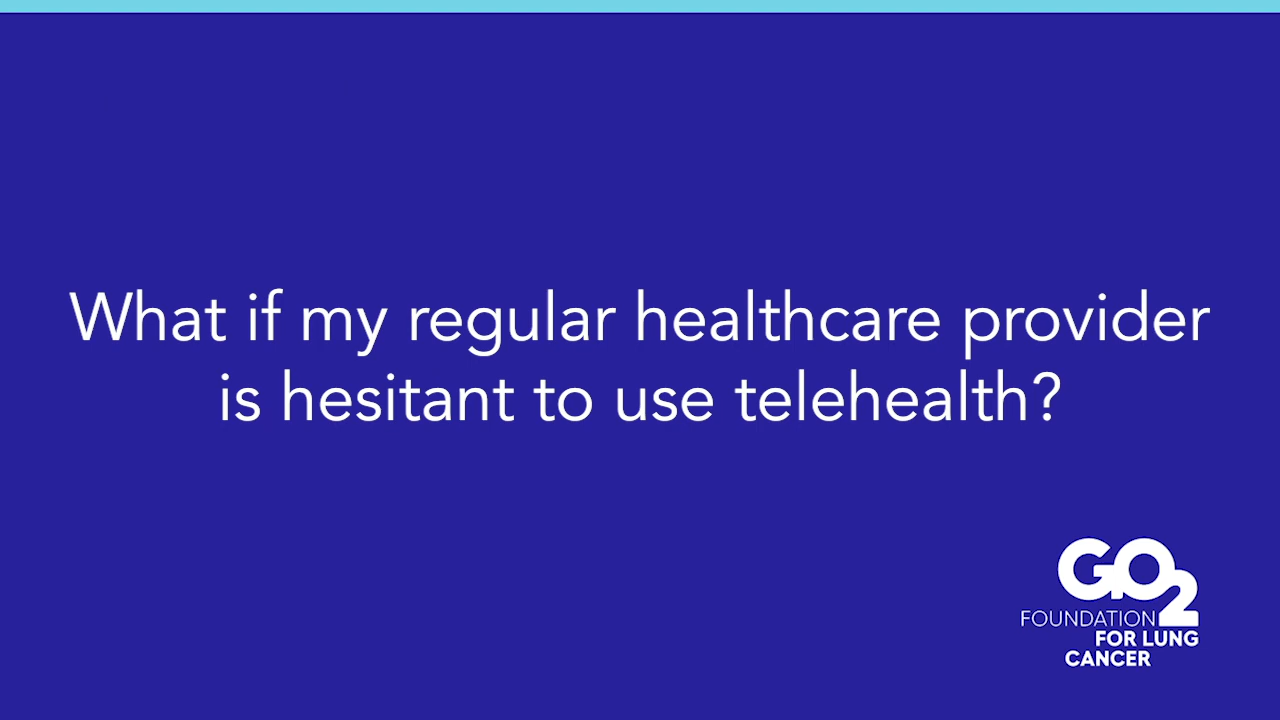 What if my regular healthcare provider
is hesitant to use telehealth?
GO2
FOUNDATION
FOR LUNG
CANCER